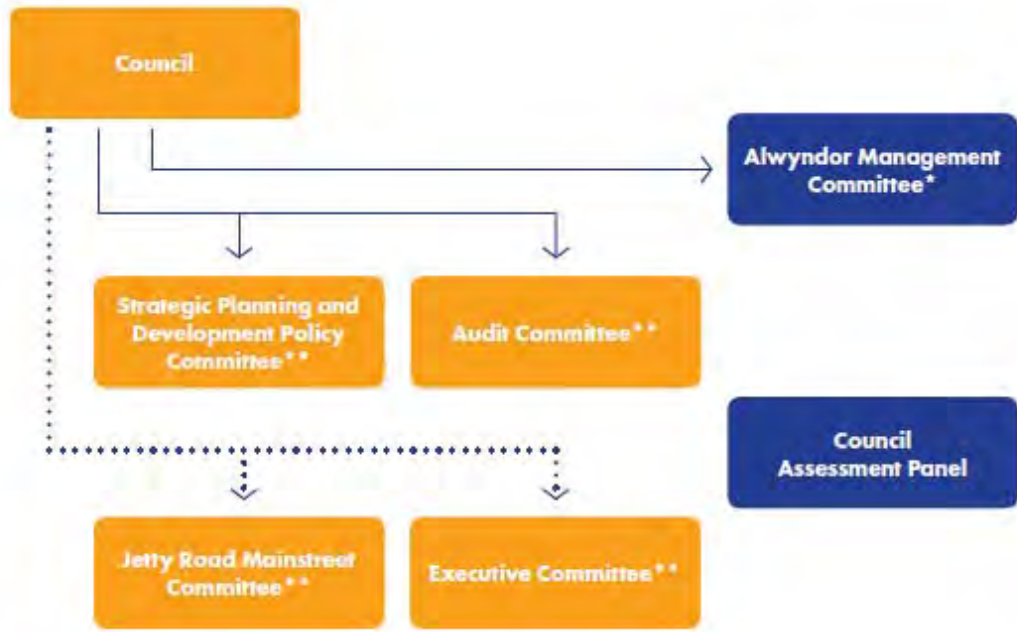 Council
Alwyndor Management
Committee*
Strategic Planning and
Development Policy
Committee**
Audit Committee**
Council
Assessment Panel
Jetty Road Mainstreet
Committee**
Executive Committee**